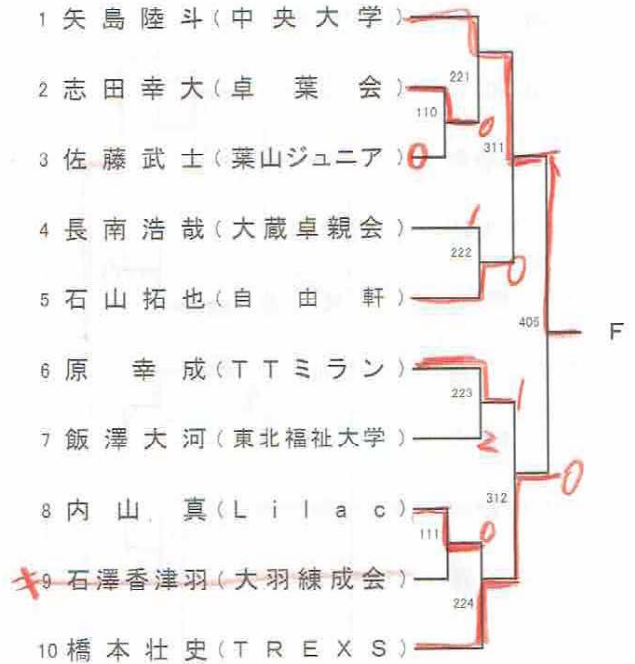 1 矢島陸斗(中央大学)
221
2 志田幸大(卓葉会)
110
0
3 佐藤武士(葉山ジュニア)
0
311
4 長南浩哉(大蔵卓親会)
1
222
0
5 石山拓也(自由軒)
405
F
6 原 幸成(TTミラン)
223
1
7 飯澤大河(東北福祉大学)
2
0
312
8 内山 真(Lilac)
111
0
9 石澤香津羽(大羽練成会)
224
10 橋本壮史(TREXS)